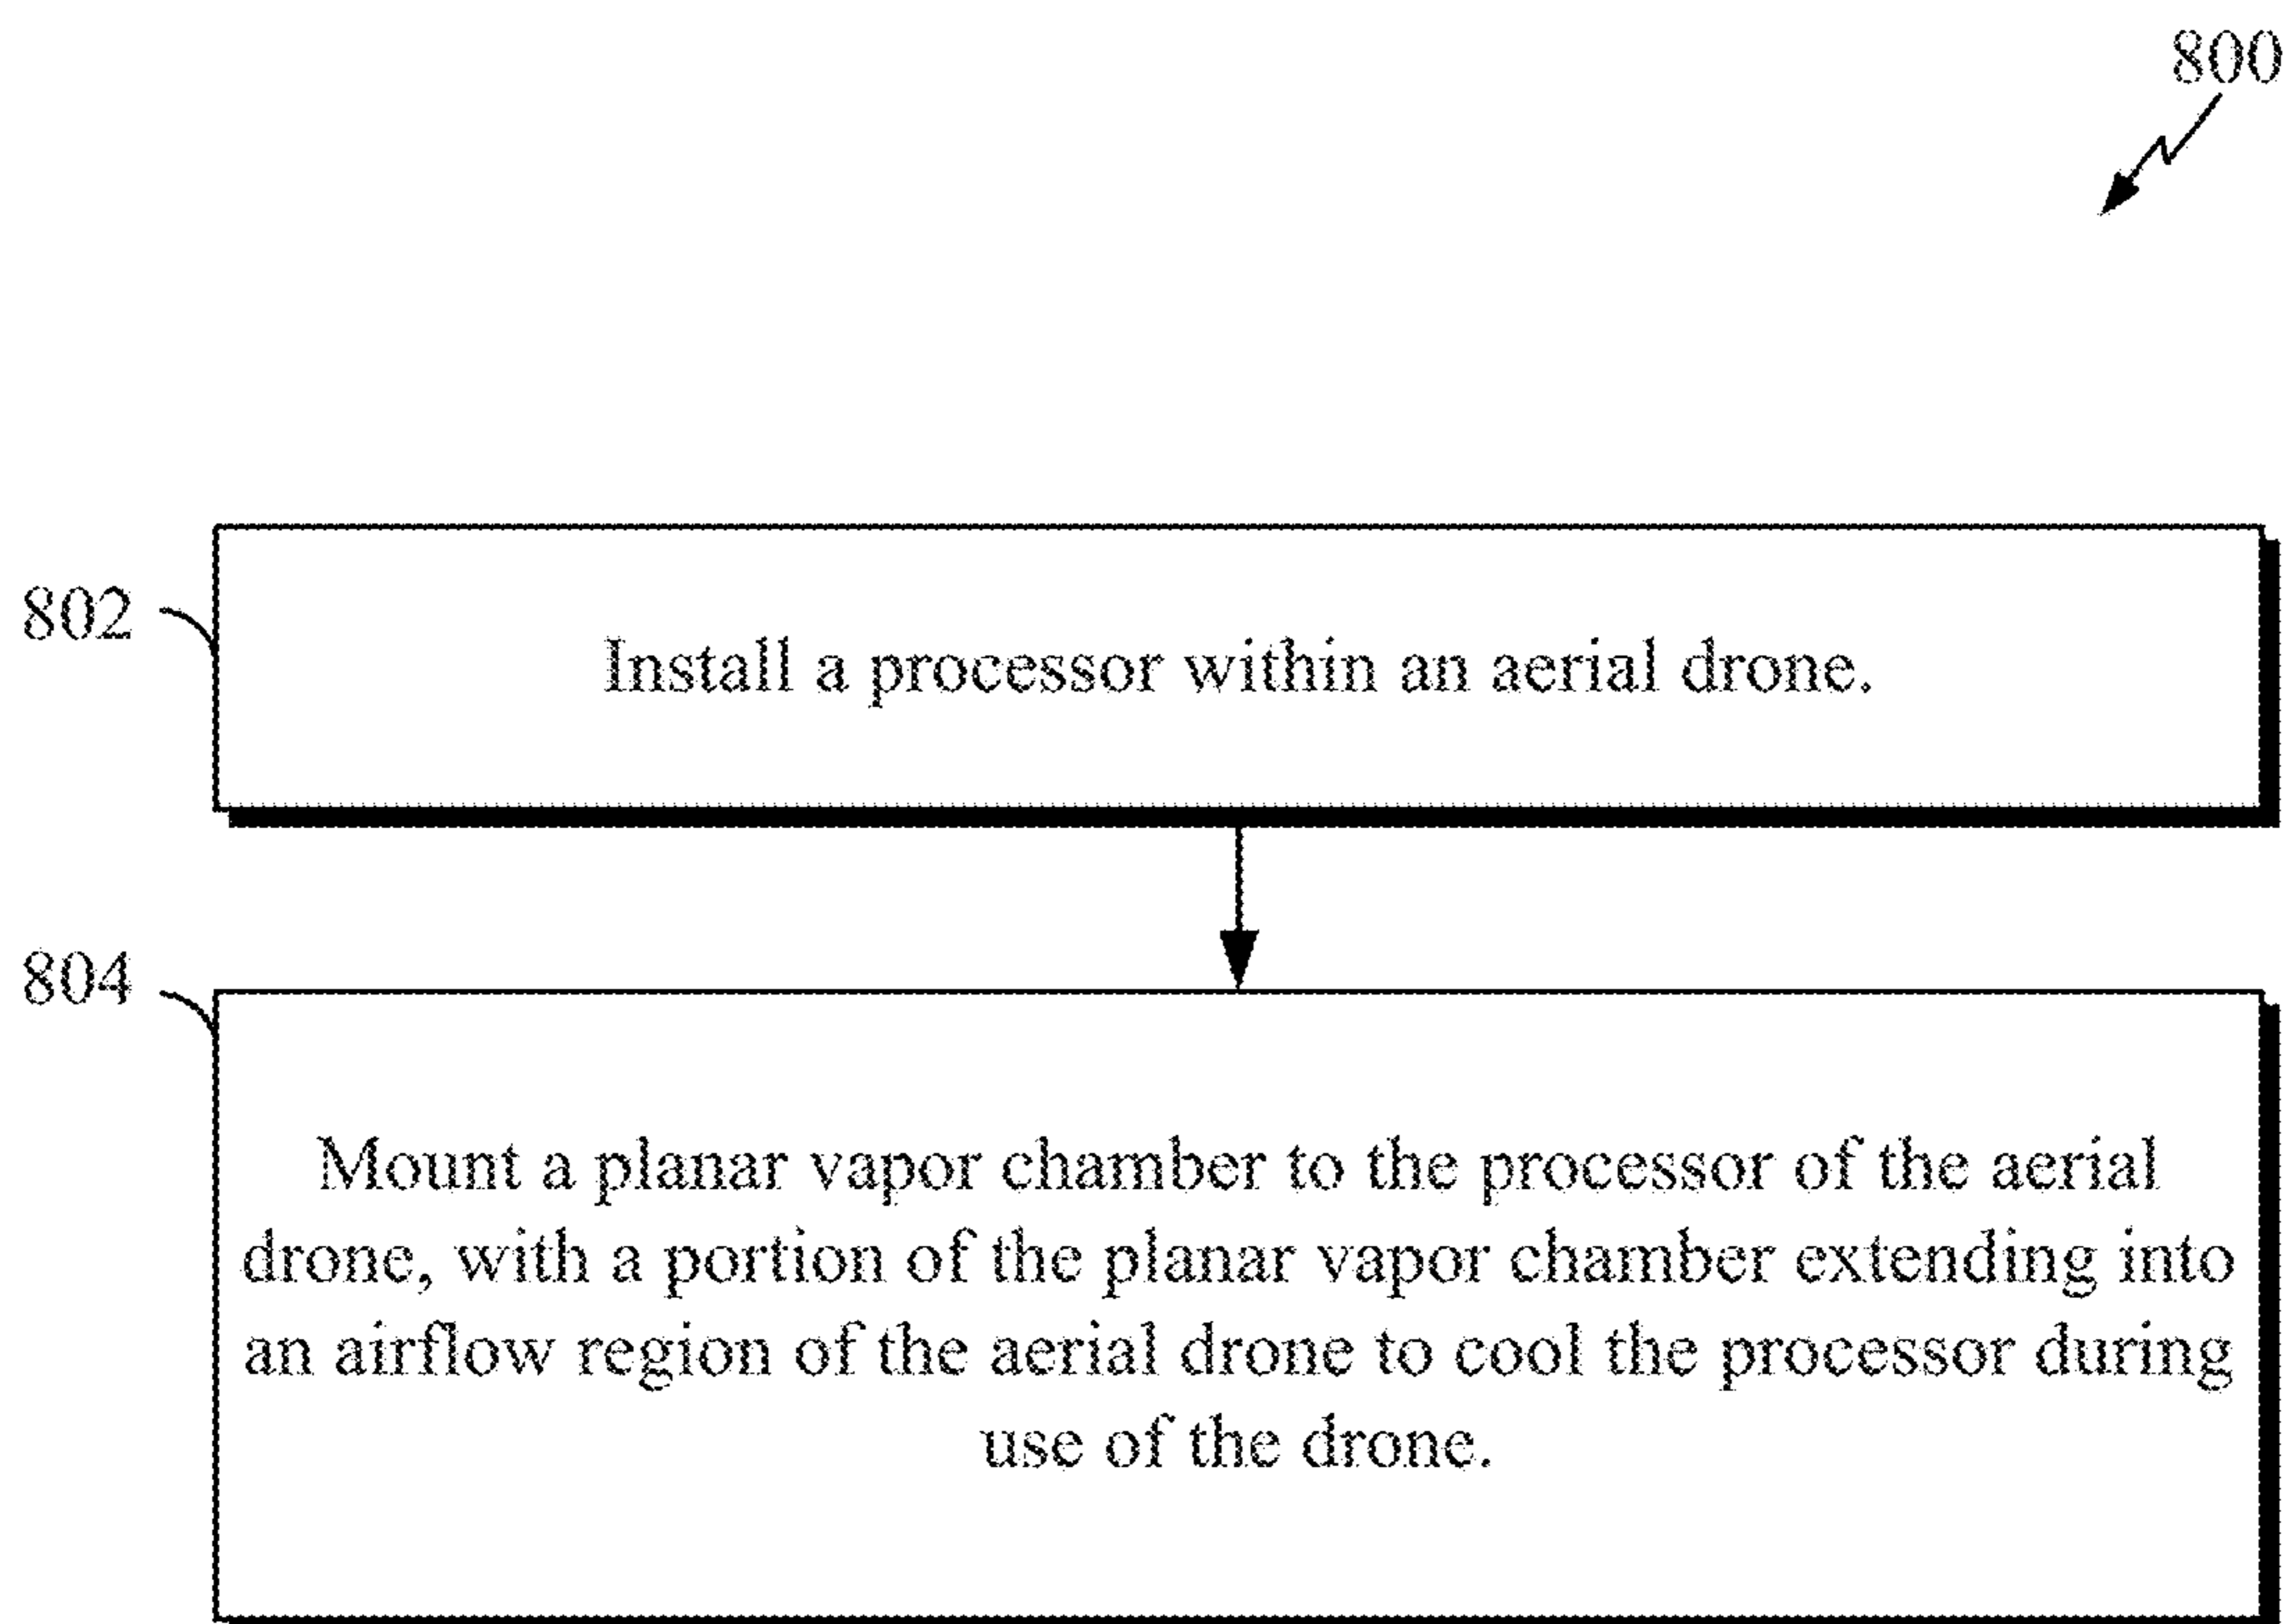 800
802
Install a processor within an aerial drone.
804
Mount a planar vapor chamber to the processor of the aerial
drone, with a portion of the planar vapor chamber extending into
an airflow region of the aerial drone to cool the processor during
use of the drone.